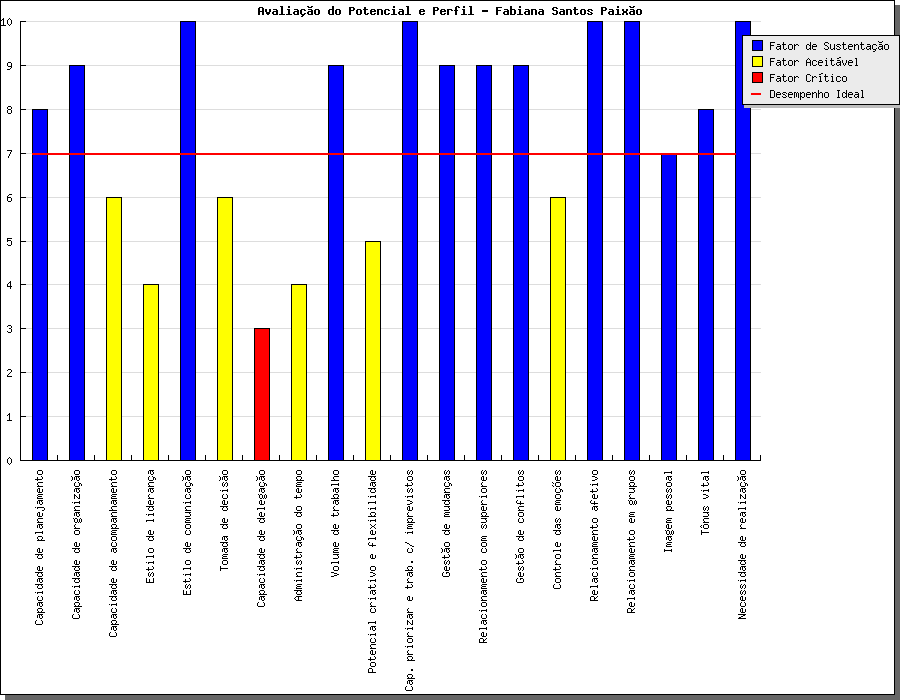 Avaliação do Potencial e Perfil - Fabiana Santos Paixão
10
9
8
7
6
5
4
3
2
1
0
Fator de Sustentação
Fator Aceitável
Fator Crítico
Desempenho Ideal
Capacidade de planejamento
Capacidade de organização
Capacidade de acompanhamento
Estilo de liderança
Estilo de comunicação
Tomada de decisão
Capacidade de delegação
Administração do tempo
Volume de trabalho
Potencial criativo e flexibilidade
Cap. priorizar e trab. c/ imprevistos
Gestão de mudanças
Relacionamento com superiores
Gestão de conflitos
Controle das emoções
Relacionamento afetivo
Relacionamento em grupos
Imagem pessoal
Tônus vital
Necessidade de realização